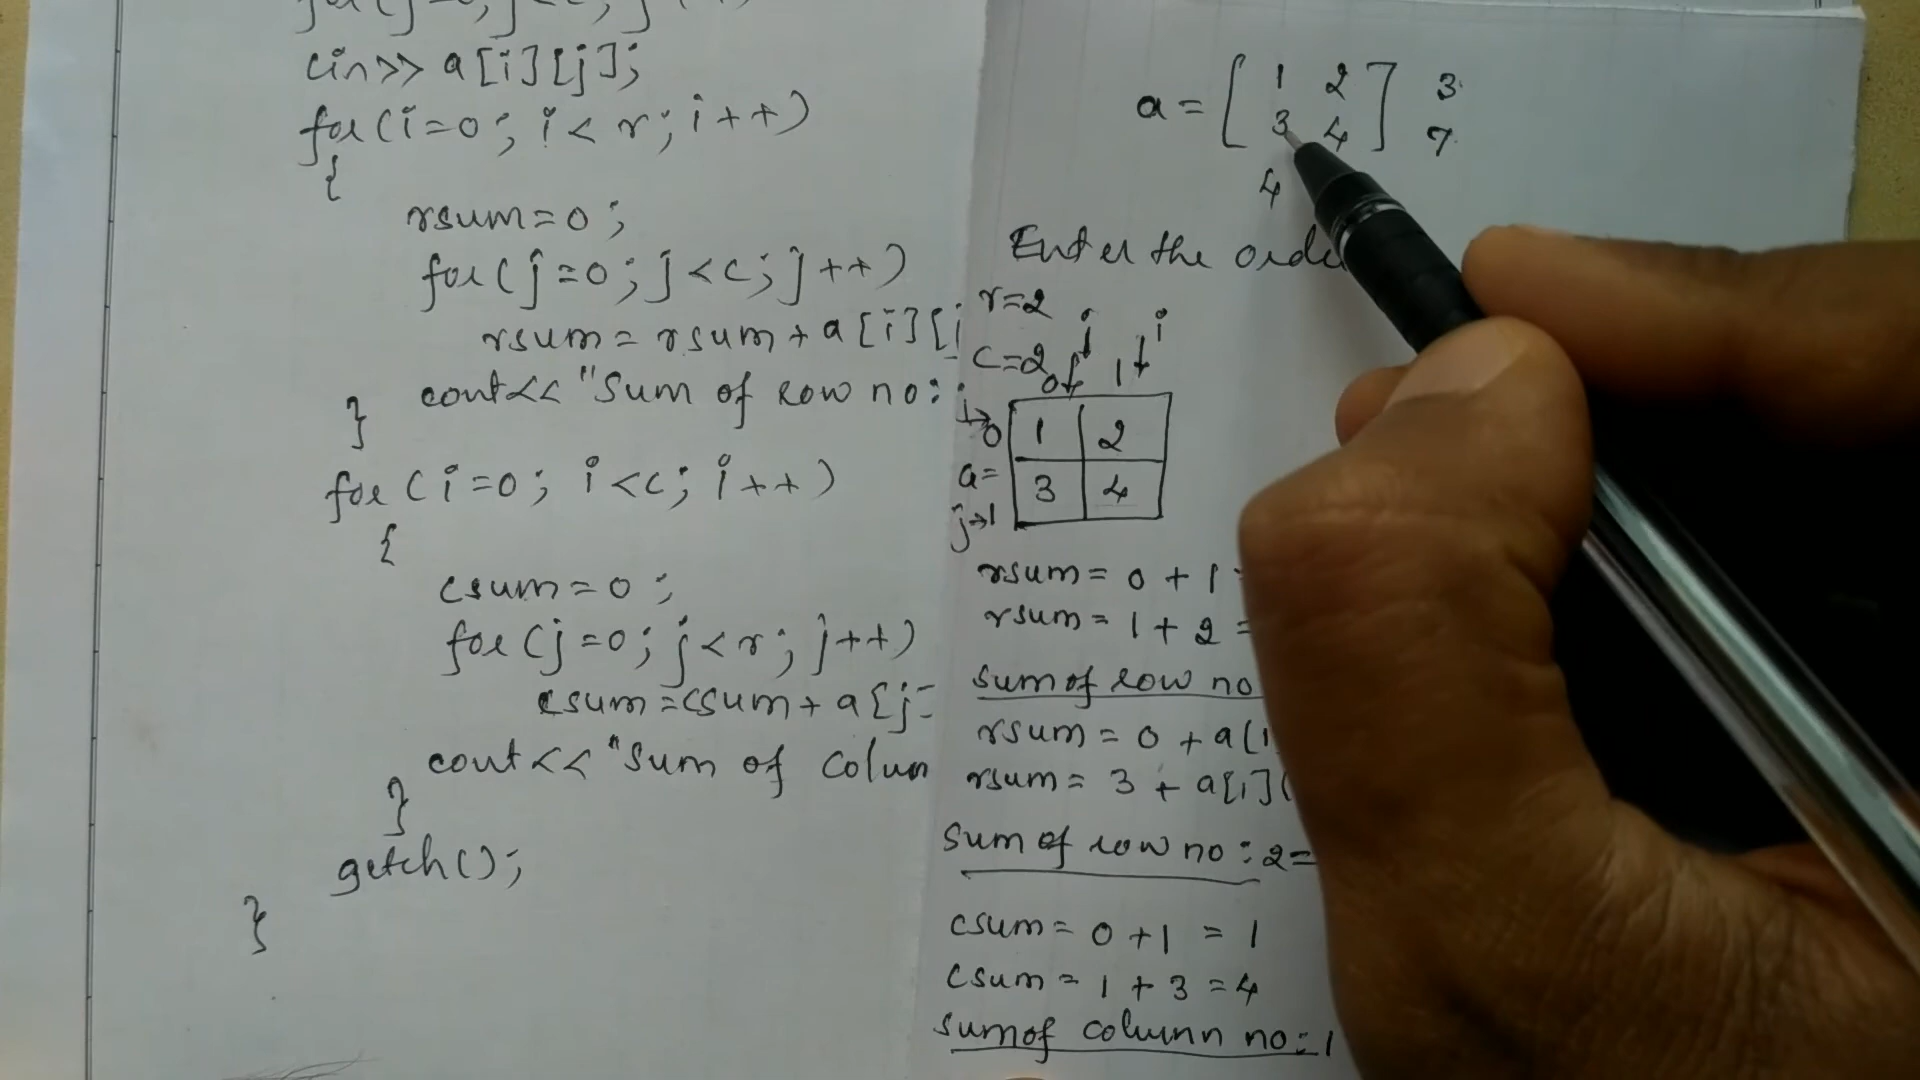 cin>> a[i][j];
for(i=0; i<r; i++)
{
rsum=0;
for(j=0; j<c; j++)
rsum= rsum+a[i][j
cout<< "Sum of row no:
}
for(i=0; i<c; i++)
{
csum=0;
for(j=0; j<r; j++)
csum=csum+a[j
cout<< "Sum of Colum
}
getch();
}
a= [ 1 2 ] 3
3 4 7
4
Enter the orde
r=2
c=2
j i
0 1
i→0 1 2
a= 3 4
j→1
rsum= 0+1
rsum= 1+2=
sum of row no
rsum=0+a[1
rsum= 3+a[1][
Sum of row no:2=
csum= 0+1 = 1
csum= 1+3=4
sum of column no:1